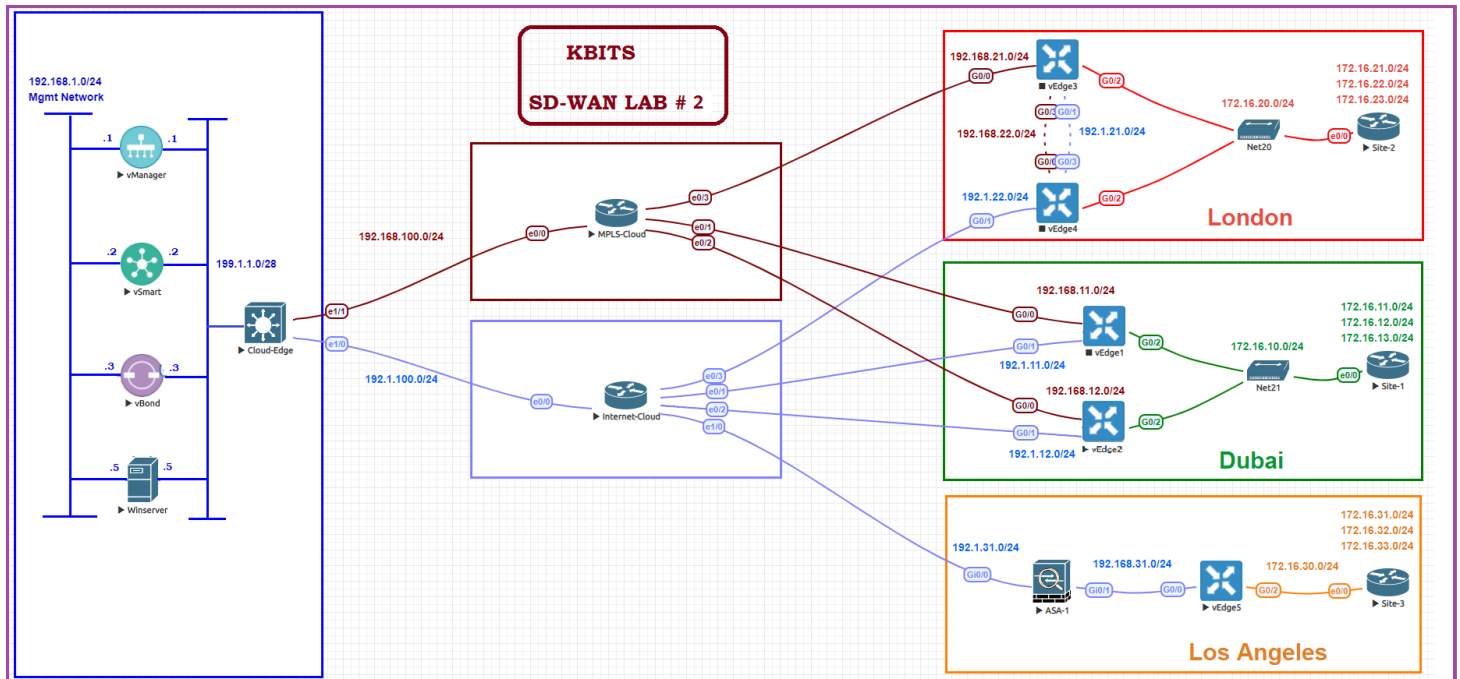 KBITS
SD-WAN LAB # 2
192.168.1.0/24
Mgmt Network
.1
.1
vManager
.2
.2
vSmart
199.1.1.0/28
Cloud-Edge
e1/1
e1/0
.3
.3
vBond
.5
.5
Winserver
192.168.100.0/24
192.1.100.0/24
e0/0
MPLS-Cloud
e0/3
e0/1
e0/2
e0/0
Internet-Cloud
e0/3
e0/1
e0/2
e1/0
192.168.21.0/24
G0/0
vEdge3
G0/2
G0/1
192.168.22.0/24
192.1.21.0/24
G0/3
192.1.22.0/24
G0/1
vEdge4
G0/2
172.16.20.0/24
Net20
e0/0
172.16.21.0/24
172.16.22.0/24
172.16.23.0/24
Site-2
London
192.168.11.0/24
G0/0
G0/1
vEdge1
192.1.11.0/24
G0/2
192.168.12.0/24
G0/0
G0/1
vEdge2
192.1.12.0/24
G0/2
172.16.10.0/24
Net21
e0/0
172.16.11.0/24
172.16.12.0/24
172.16.13.0/24
Site-1
Dubai
192.1.31.0/24
Gi0/0
ASA-1
Gi0/1
192.168.31.0/24
G0/0
vEdge5
G0/2
172.16.30.0/24
e0/0
172.16.31.0/24
172.16.32.0/24
172.16.33.0/24
Site-3
Los Angeles